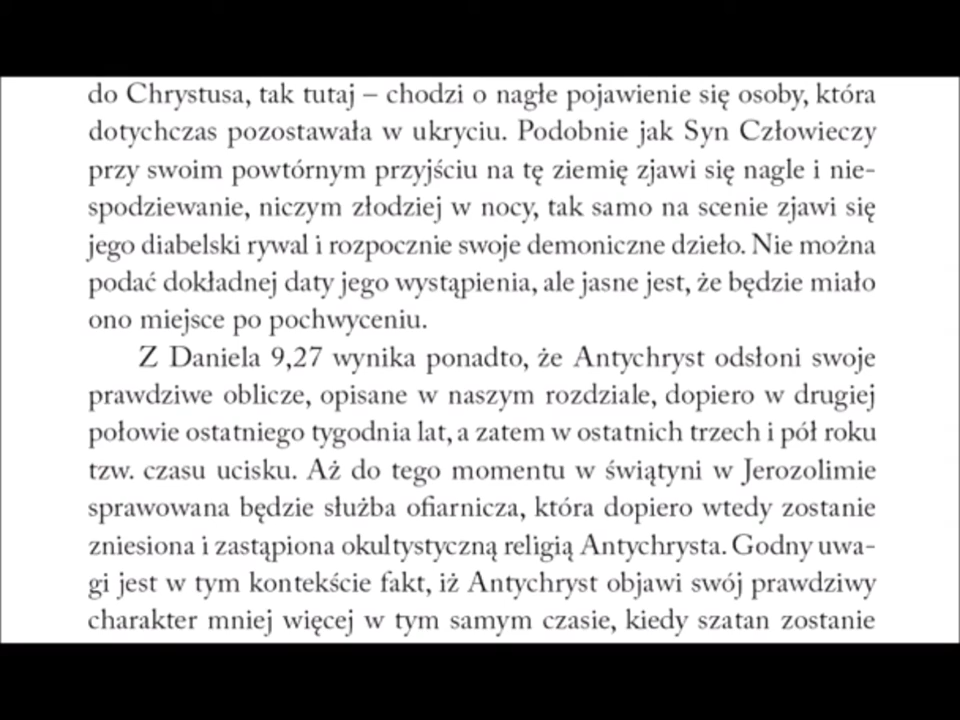 do Chrystusa, tak tutaj – chodzi o nagłe pojawienie się osoby, która
dotychczas pozostawała w ukryciu. Podobnie jak Syn Człowieczy
przy swoim powtórnym przyjściu na tę ziemię zjawi się nagle i nie-
spodziewanie, niczym złodziej w nocy, tak samo na scenie zjawi się
jego diabelski rywal i rozpocznie swoje demoniczne dzieło. Nie można
podać dokładnej daty jego wystąpienia, ale jasne jest, że będzie miało
ono miejsce po pochwyceniu.
Z Daniela 9,27 wynika ponadto, że Antychryst odsłoni swoje
prawdziwe oblicze, opisane w naszym rozdziale, dopiero w drugiej
połowie ostatniego tygodnia lat, a zatem w ostatnich trzech i pół roku
tzw. czasu ucisku. Aż do tego momentu w świątyni w Jerozolimie
sprawowana będzie służba ofiarnicza, która dopiero wtedy zostanie
zniesiona i zastąpiona okultystyczną religią Antychrysta. Godny uwa-
gi jest w tym kontekście fakt, iż Antychryst objawi swój prawdziwy
charakter mniej więcej w tym samym czasie, kiedy szatan zostanie